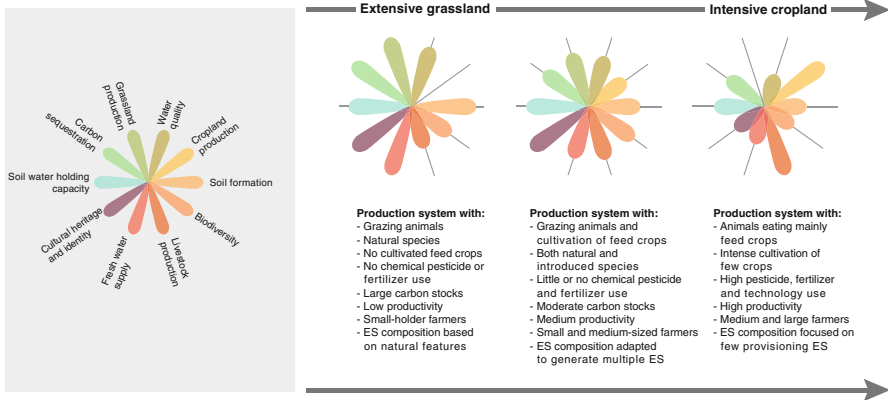 Extensive grassland
Intensive cropland
Grassland
production
Water
quality
Cropland
production
Soil formation
Biodiversity
Livestock
production
Fresh water
supply
Cultural heritage
and identity
Soil water holding
capacity
Carbon
sequestration
Production system with:
- Grazing animals
- Natural species
- No cultivated feed crops
- No chemical pesticide or
fertilizer use
- Large carbon stocks
- Low productivity
- Small-holder farmers
- ES composition based
on natural features
Production system with:
- Grazing animals and
cultivation of feed crops
- Both natural and
introduced species
- Little or no chemical pesticide
and fertilizer use
- Moderate carbon stocks
- Medium productivity
- Small and medium-sized farmers
- ES composition adapted
to generate multiple ES
Production system with:
- Animals eating mainly
feed crops
- Intense cultivation of
few crops
- High pesticide, fertilizer
and technology use
- High productivity
- Medium and large farmers
- ES composition focused on
few provisioning ES